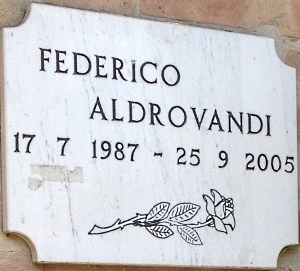 FEDERICO
ALDROVANDI
17 7 1987 - 25 9 2005